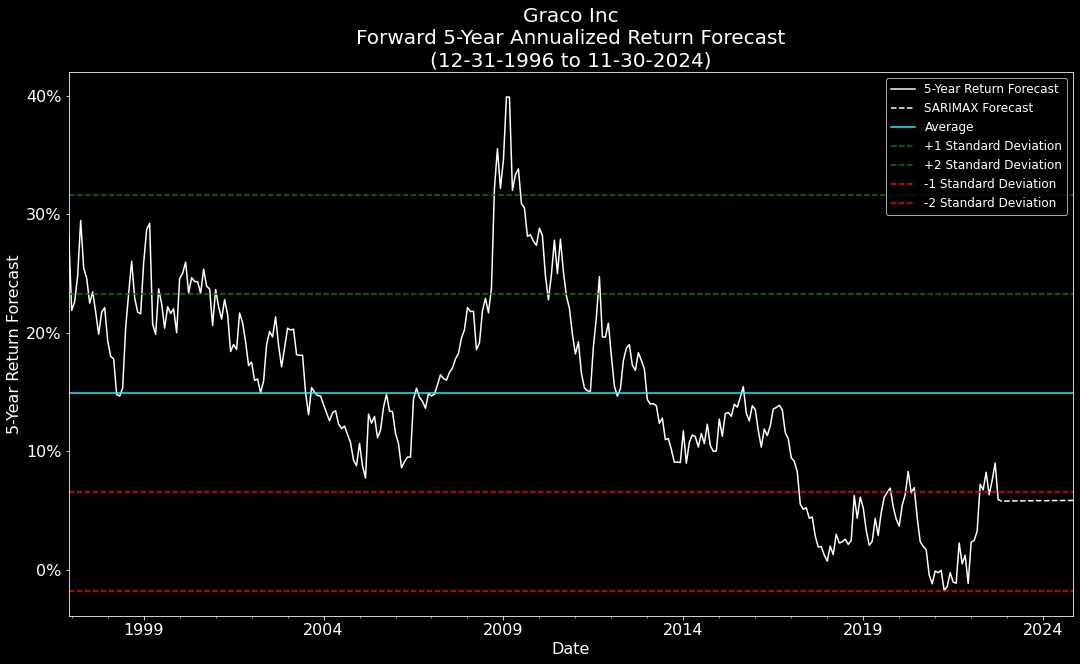 Graco Inc
Forward 5-Year Annualized Return Forecast
(12-31-1996 to 11-30-2024)
5-Year Return Forecast
SARIMAX Forecast
Average
+1 Standard Deviation
+2 Standard Deviation
-1 Standard Deviation
-2 Standard Deviation
5-Year Return Forecast
40%
30%
20%
10%
0%
1999
2004
2009
2014
2019
2024
Date